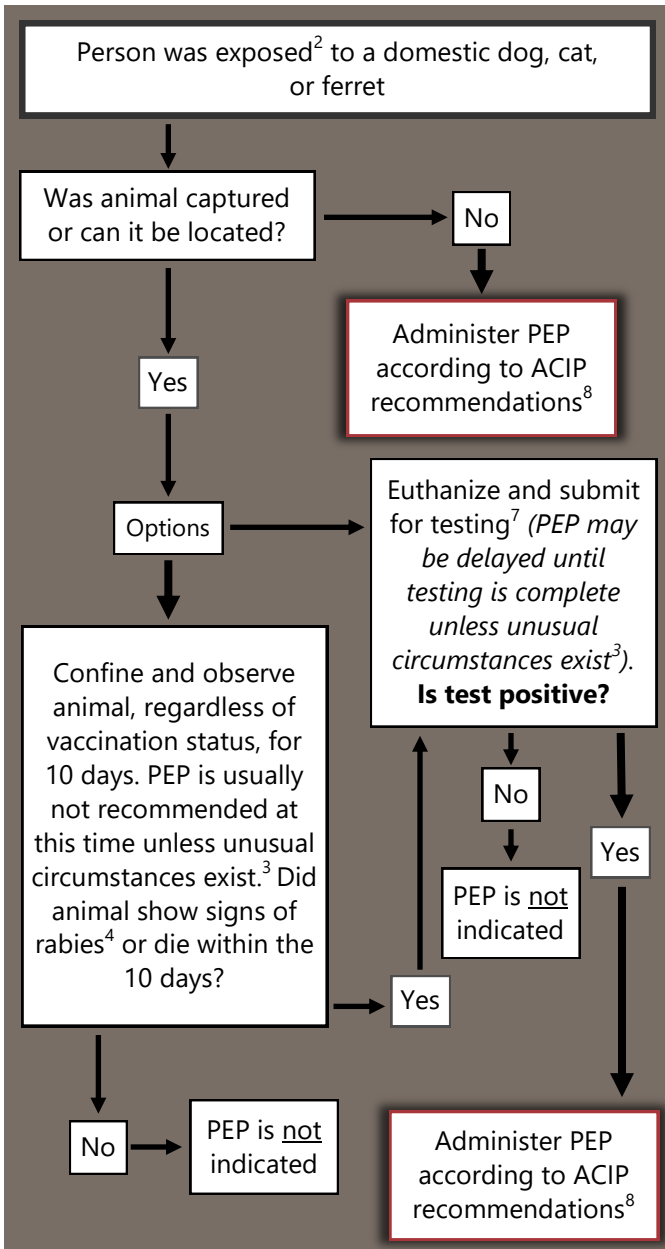 Person was exposed² to a domestic dog, cat,
or ferret
Was animal captured
or can it be located?
No
Administer PEP
according to ACIP
recommendations⁸
Yes
Options
Euthanize and submit
for testing⁷ (PEP may
be delayed until
testing is complete
unless unusual
circumstances exist³).
Is test positive?
Confine and observe
animal, regardless of
vaccination status, for
10 days. PEP is usually
not recommended at
this time unless unusual
circumstances exist.³ Did
animal show signs of
rabies⁴ or die within the
10 days?
No
Yes
PEP is not
indicated
Yes
No
PEP is not
indicated
Administer PEP
according to ACIP
recommendations⁸